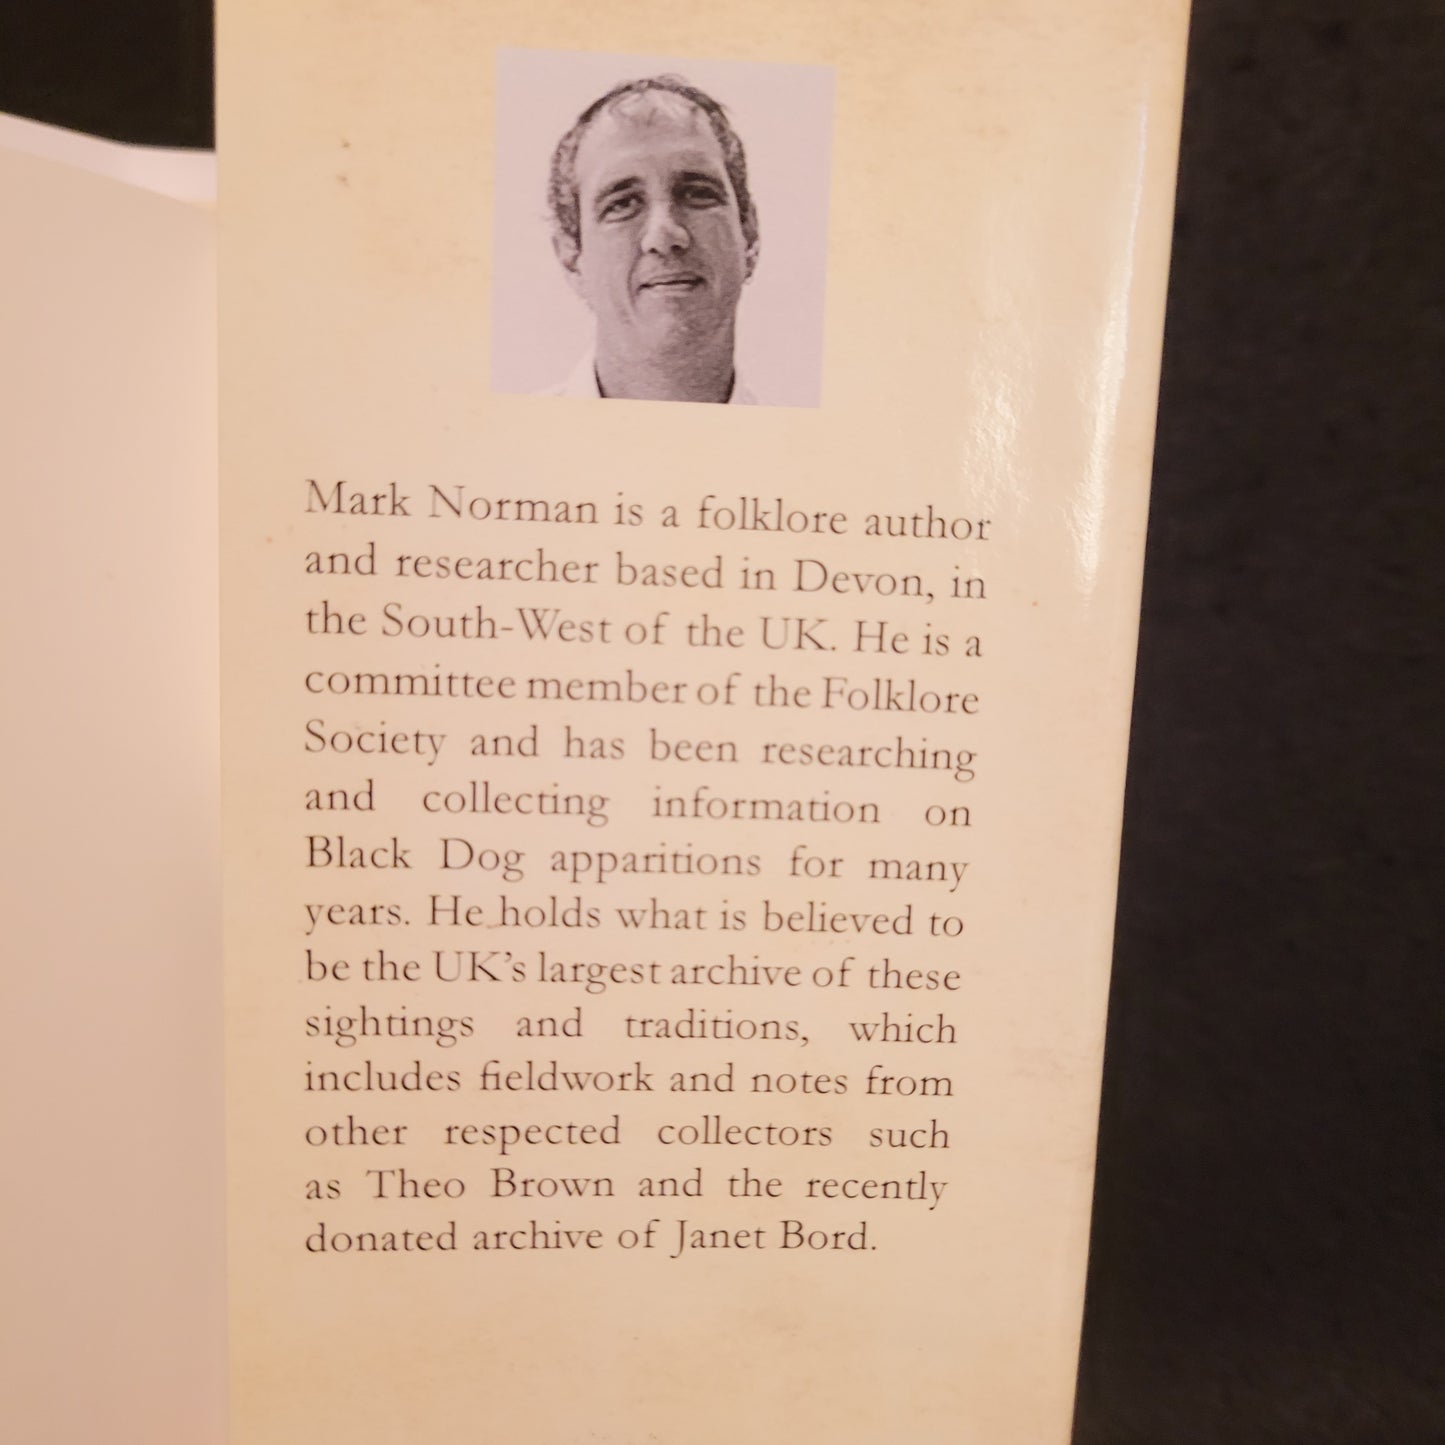 Mark Norman is a folklore author
and researcher based in Devon, in
the South-West of the UK. He is a
committee member of the Folklore
Society and has been researching
and collecting information on
Black Dog apparitions for many
years. He holds what is believed to
be the UK's largest archive of these
sightings and traditions, which
includes fieldwork and notes from
other respected collectors such
as Theo Brown and the recently
donated archive of Janet Bord.